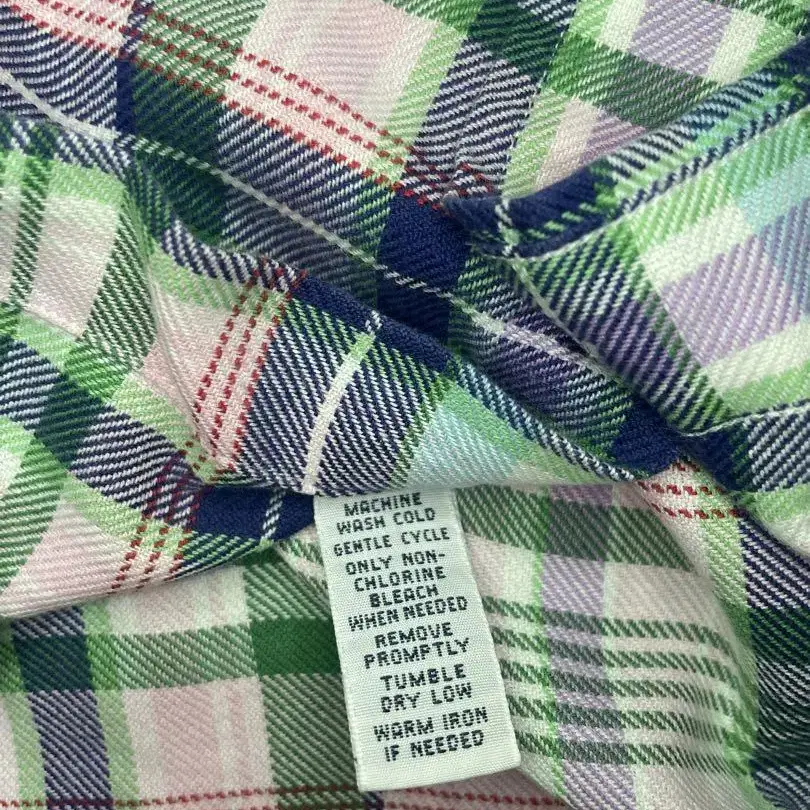 MACHINE
WASH COLD
GENTLE CYCLE
ONLY NON-
CHLORINE
BLEACH
WHEN NEEDED
REMOVE
PROMPTLY
TUMBLE
DRY LOW
WARM IRON
IF NEEDED